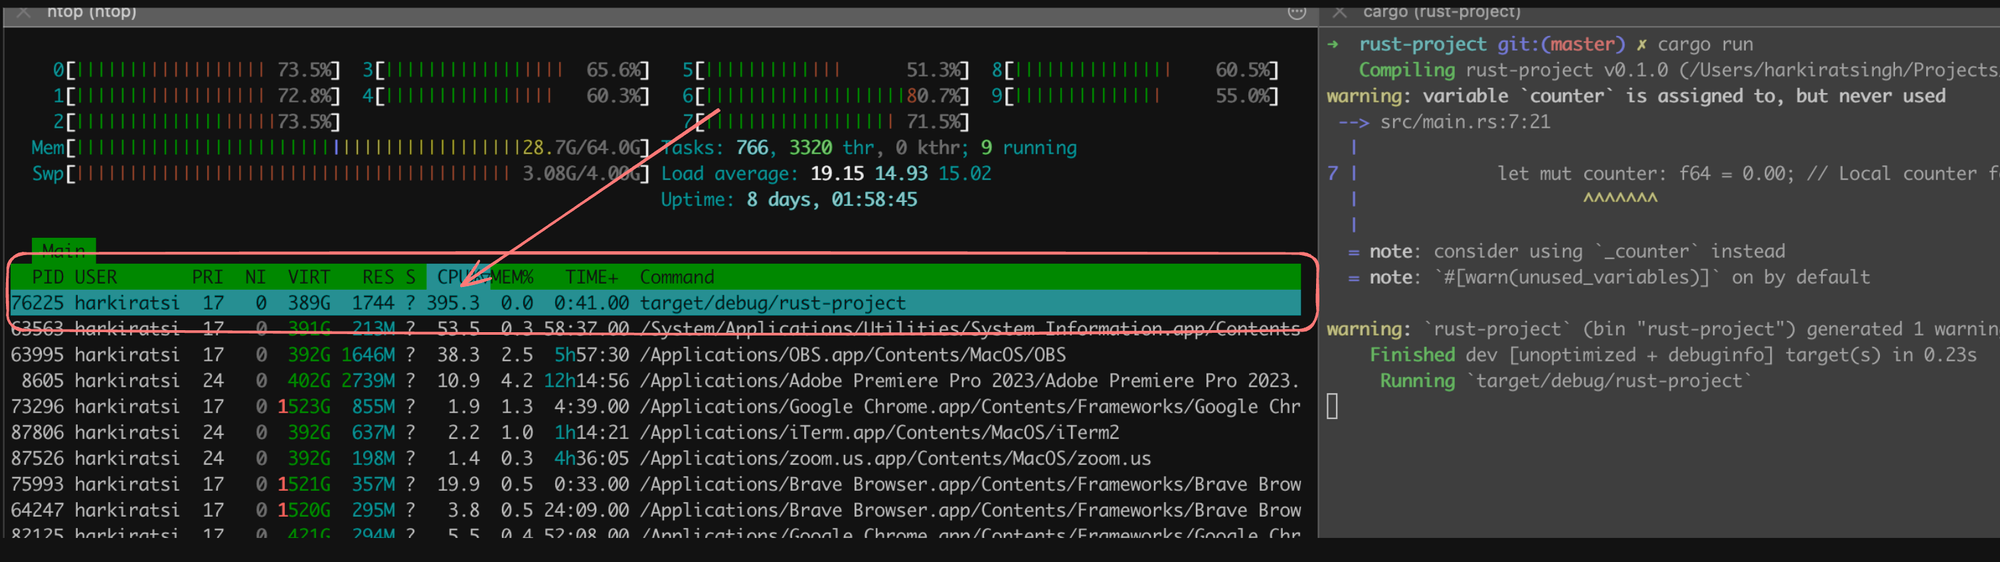 htop (htop)
0[ 73.5%] 3[ 65.6%] 5[ 51.3%] 8[ 60.5%]
1[ 72.8%] 4[ 60.3%] 6[ 80.7%] 9[ 55.0%]
2[ 73.5%] 7[ 71.5%]
Mem[ 28.7G/64.0G] Tasks: 766, 3320 thr, 0 kthr; 9 running
Swp[ 3.08G/4.00G] Load average: 19.15 14.93 15.02
Uptime: 8 days, 01:58:45
Main
PID USER PRI NI VIRT RES S CPU% MEM% TIME+ Command
76225 harkiratsi 17 0 389G 1744 ? 395.3 0.0 0:41.00 target/debug/rust-project
63563 harkiratsi 17 0 391G 213M ? 53.5 0.3 58:37.00 /System/Applications/Utilities/System Information.app/Contents
63995 harkiratsi 17 0 392G 1646M ? 38.3 2.5 5h57:30 /Applications/OBS.app/Contents/MacOS/OBS
8605 harkiratsi 24 0 402G 2739M ? 10.9 4.2 12h14:56 /Applications/Adobe Premiere Pro 2023/Adobe Premiere Pro 2023.
73296 harkiratsi 17 0 1523G 855M ? 1.9 1.3 4:39.00 /Applications/Google Chrome.app/Contents/Frameworks/Google Chr
87806 harkiratsi 24 0 392G 637M ? 2.2 1.0 1h14:21 /Applications/iTerm.app/Contents/MacOS/iTerm2
87526 harkiratsi 24 0 392G 198M ? 1.4 0.3 4h36:05 /Applications/zoom.us.app/Contents/MacOS/zoom.us
75993 harkiratsi 17 0 1521G 357M ? 19.9 0.5 0:33.00 /Applications/Brave Browser.app/Contents/Frameworks/Brave Brow
64247 harkiratsi 17 0 1520G 295M ? 3.8 0.5 24:09.00 /Applications/Brave Browser.app/Contents/Frameworks/Brave Brow
82125 harkiratsi 17 0 421G 294M ? 5.5 0.4 52:08.00 /Applications/Google Chrome.app/Contents/Frameworks/Google Chr
cargo (rust-project)
➜ rust-project git:(master) ✗ cargo run
Compiling rust-project v0.1.0 (/Users/harkiratsingh/Projects/
warning: variable `counter` is assigned to, but never used
--> src/main.rs:7:21
|
7 | let mut counter: f64 = 0.00; // Local counter f
| ^^^^^^^
|
= note: consider using `_counter` instead
= note: `#[warn(unused_variables)]` on by default
warning: `rust-project` (bin "rust-project") generated 1 warnin
Finished dev [unoptimized + debuginfo] target(s) in 0.23s
Running `target/debug/rust-project`